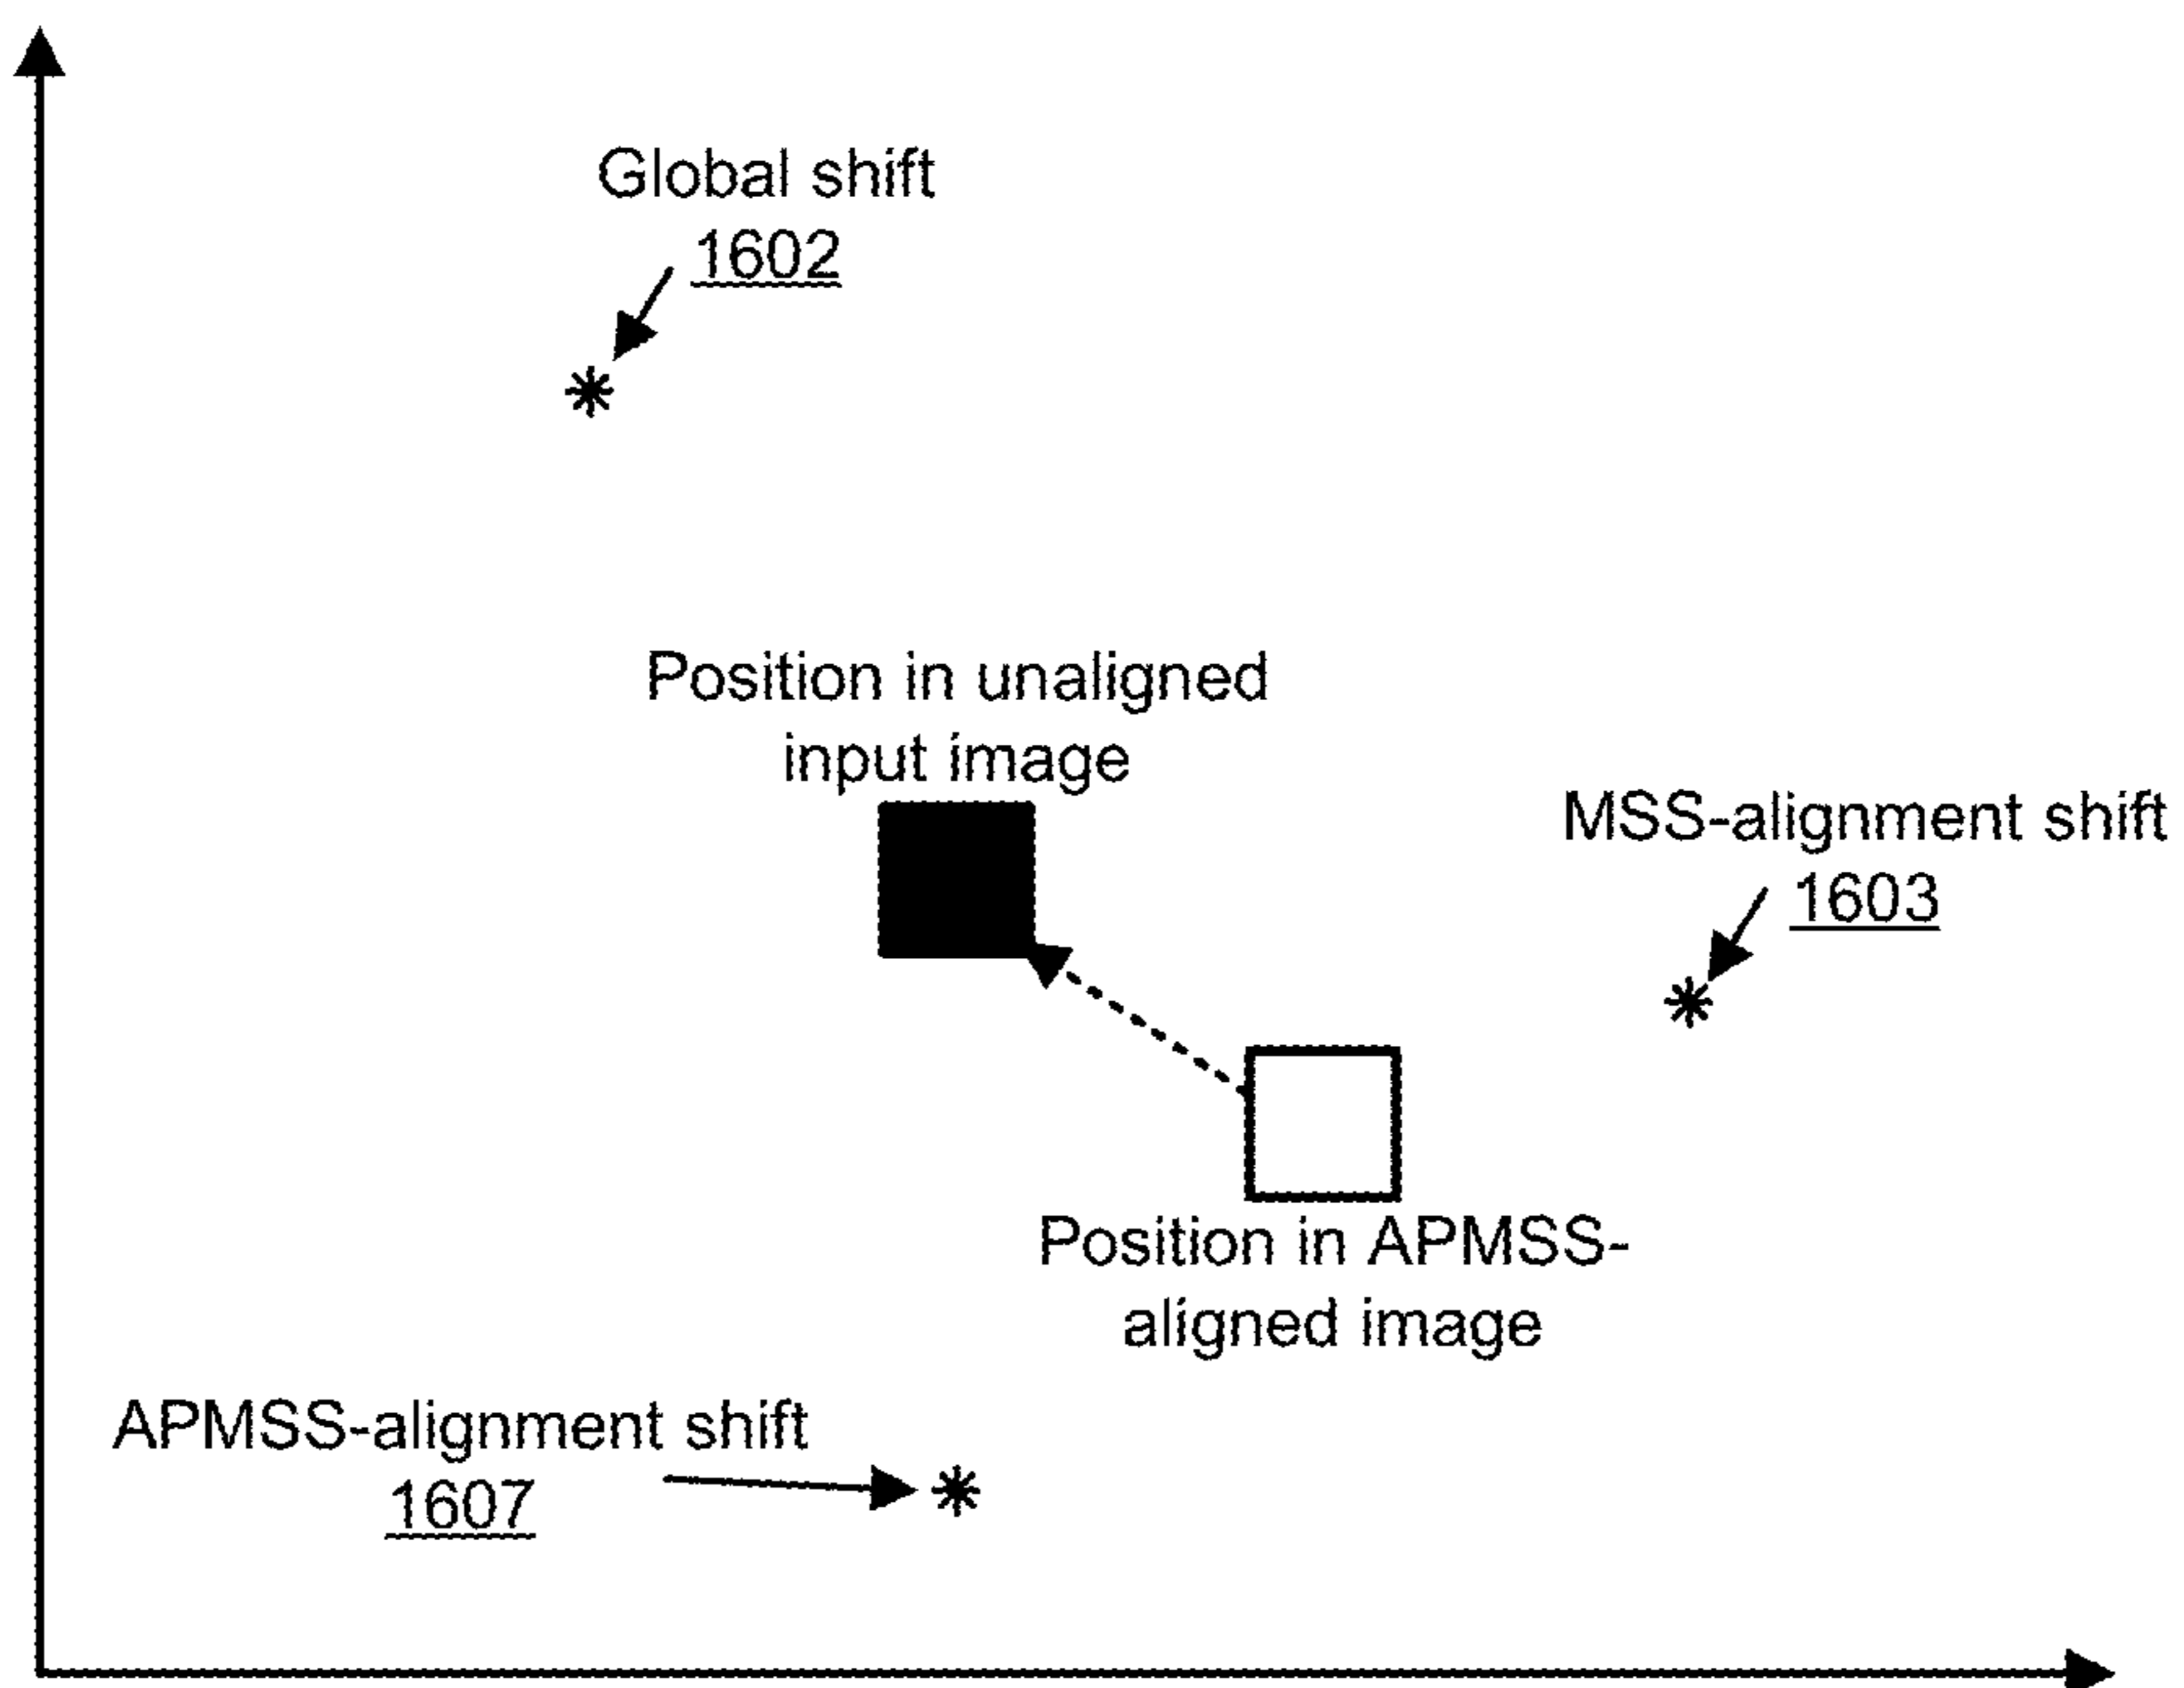 Global shift
1602
Position in unaligned
input image
MSS-alignment shift
1603
Position in APMSS-
aligned image
APMSS-alignment shift
1607